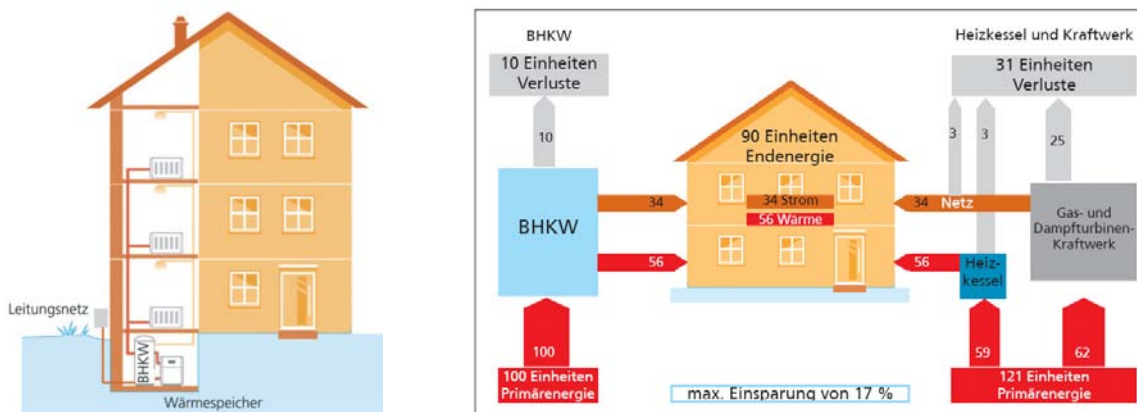 Leitungsnetz
BHKW
Wärmespeicher
BHKW
10 Einheiten
Verluste
10
BHKW
34
56
100
100 Einheiten
Primärenergie
90 Einheiten
Endenergie
34 Strom
56 Wärme
max. Einsparung von 17 %
Heizkessel und Kraftwerk
31 Einheiten
Verluste
3
3
25
34
Netz
Gas- und
Dampfturbinen-
Kraftwerk
56
Heiz-
kessel
59
62
121 Einheiten
Primärenergie